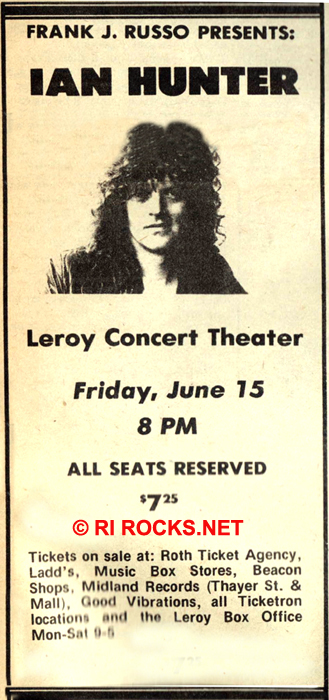 FRANK J. RUSSO PRESENTS:
IAN HUNTER
Leroy Concert Theater
Friday, June 15
8 PM
ALL SEATS RESERVED
$7.25
© RI ROCKS.NET
Tickets on sale at: Roth Ticket Agency,
Ladd's, Music Box Stores, Beacon
Shops, Midland Records (Thayer St. &
Mall), Good Vibrations, all Ticketron
locations and the Leroy Box Office
Mon-Sat 9-5